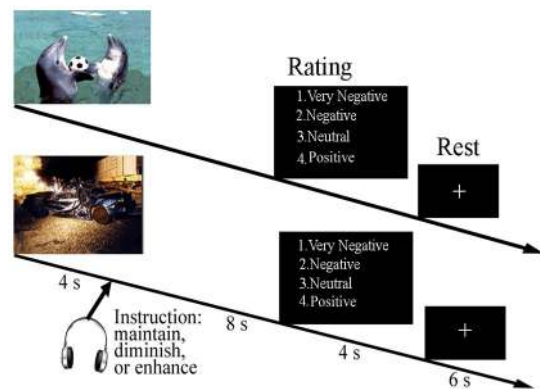 Rating
1.Very Negative
2.Negative
3.Neutral
4.Positive
Rest
+
1.Very Negative
2.Negative
3.Neutral
4.Positive
+
4 s
Instruction:
maintain,
diminish,
or enhance
8 s
4 s
6 s